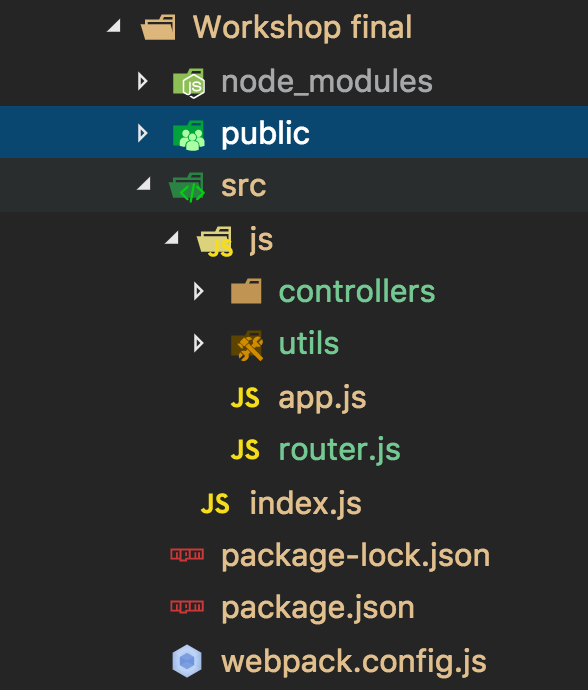 Workshop final
node_modules
public
src
js
controllers
utils
JS app.js
JS router.js
JS index.js
package-lock.json
package.json
webpack.config.js